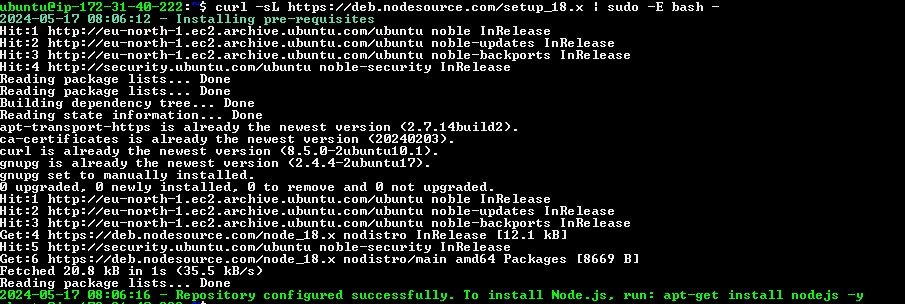 ubuntu@ip-172-31-40-222:~$ curl -sL https://deb.nodesource.com/setup_18.x | sudo -E bash -
2024-05-17 08:06:12 - Installing pre-requisites
Hit:1 http://eu-north-1.ec2.archive.ubuntu.com/ubuntu noble InRelease
Hit:2 http://eu-north-1.ec2.archive.ubuntu.com/ubuntu noble-updates InRelease
Hit:3 http://eu-north-1.ec2.archive.ubuntu.com/ubuntu noble-backports InRelease
Hit:4 http://security.ubuntu.com/ubuntu noble-security InRelease
Reading package lists... Done
Reading package lists... Done
Building dependency tree... Done
Reading state information... Done
apt-transport-https is already the newest version (2.7.14build2).
ca-certificates is already the newest version (20240203).
curl is already the newest version (8.5.0-2ubuntu10.1).
gnupg is already the newest version (2.4.4-2ubuntu17).
gnupg set to manually installed.
0 upgraded, 0 newly installed, 0 to remove and 0 not upgraded.
Hit:1 http://eu-north-1.ec2.archive.ubuntu.com/ubuntu noble InRelease
Hit:2 http://eu-north-1.ec2.archive.ubuntu.com/ubuntu noble-updates InRelease
Hit:3 http://eu-north-1.ec2.archive.ubuntu.com/ubuntu noble-backports InRelease
Get:4 https://deb.nodesource.com/node_18.x nodistro InRelease [12.1 kB]
Hit:5 http://security.ubuntu.com/ubuntu noble-security InRelease
Get:6 https://deb.nodesource.com/node_18.x nodistro/main amd64 Packages [8669 B]
Fetched 20.8 kB in 1s (35.5 kB/s)
Reading package lists... Done
2024-05-17 08:06:16 - Repository configured successfully. To install Node.js, run: apt-get install nodejs -y